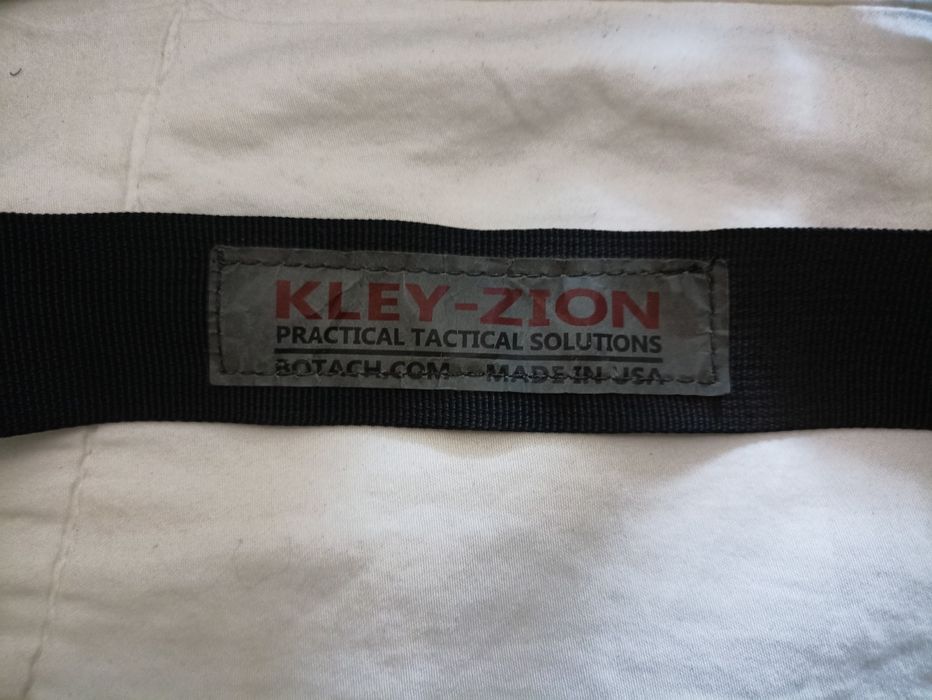 KLEY-ZION
PRACTICAL TACTICAL SOLUTIONS
BOTACH.COM MADE IN USA